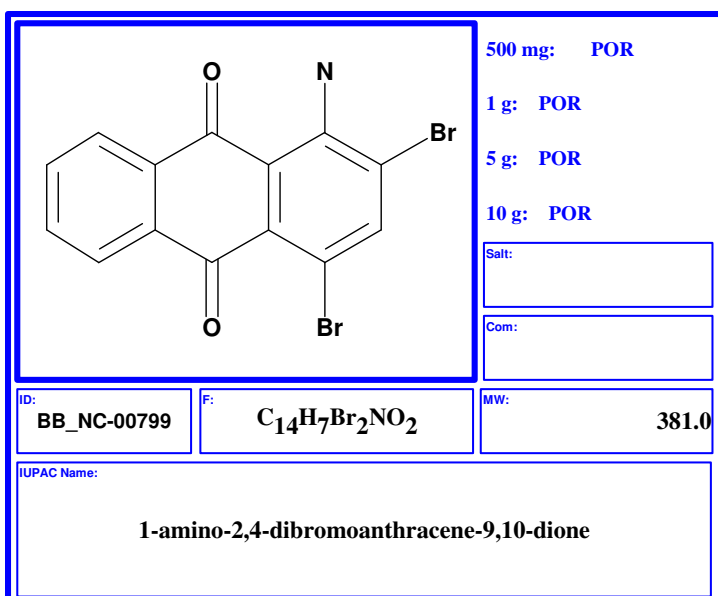 O N
Br
O Br
500 mg: POR
1 g: POR
5 g: POR
10 g: POR
Salt:
Com:
ID:
BB_NC-00799
F:
C14H7Br2NO2
MW:
381.0
IUPAC Name:
1-amino-2,4-dibromoanthracene-9,10-dione